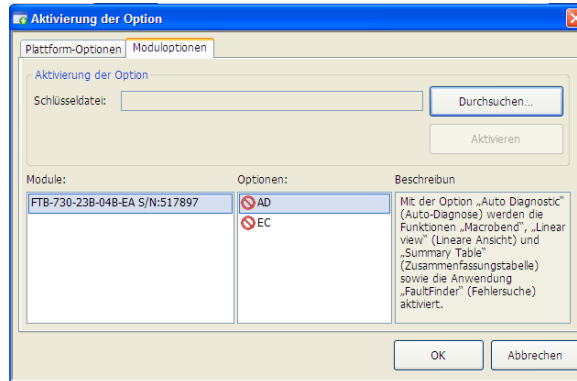 Aktivierung der Option
Plattform-Optionen
Moduloptionen
Aktivierung der Option
Schlüsseldatei:
Durchsuchen...
Aktivieren
Module:
Optionen:
Beschreibun
FTB-730-23B-04B-EA S/N:517897
AD
EC
Mit der Option „Auto Diagnostic"
(Auto-Diagnose) werden die
Funktionen „Macrobend", „Linear
view" (Lineare Ansicht) und
„Summary Table"
(Zusammenfassungstabelle)
sowie die Anwendung
„FaultFinder" (Fehlersuche)
aktiviert.
OK
Abbrechen